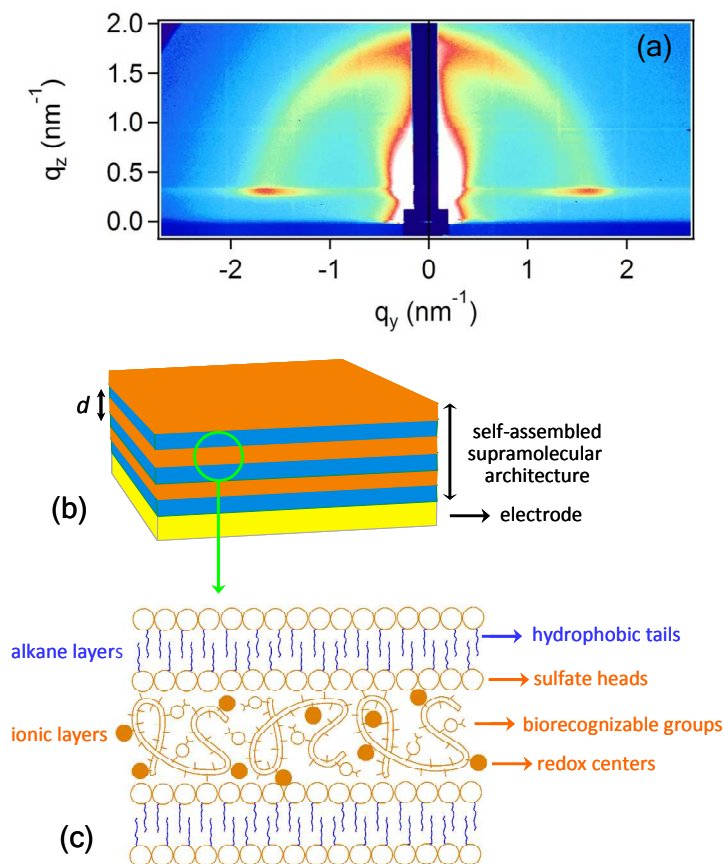 (a)
2.0
1.5
1.0
0.5
0.0
q_z (nm⁻¹)
-2 -1 0 1 2
q_y (nm⁻¹)
d
self-assembled
supramolecular
architecture
electrode
(b)
alkane layers
hydrophobic tails
sulfate heads
ionic layers
biorecognizable groups
redox centers
(c)